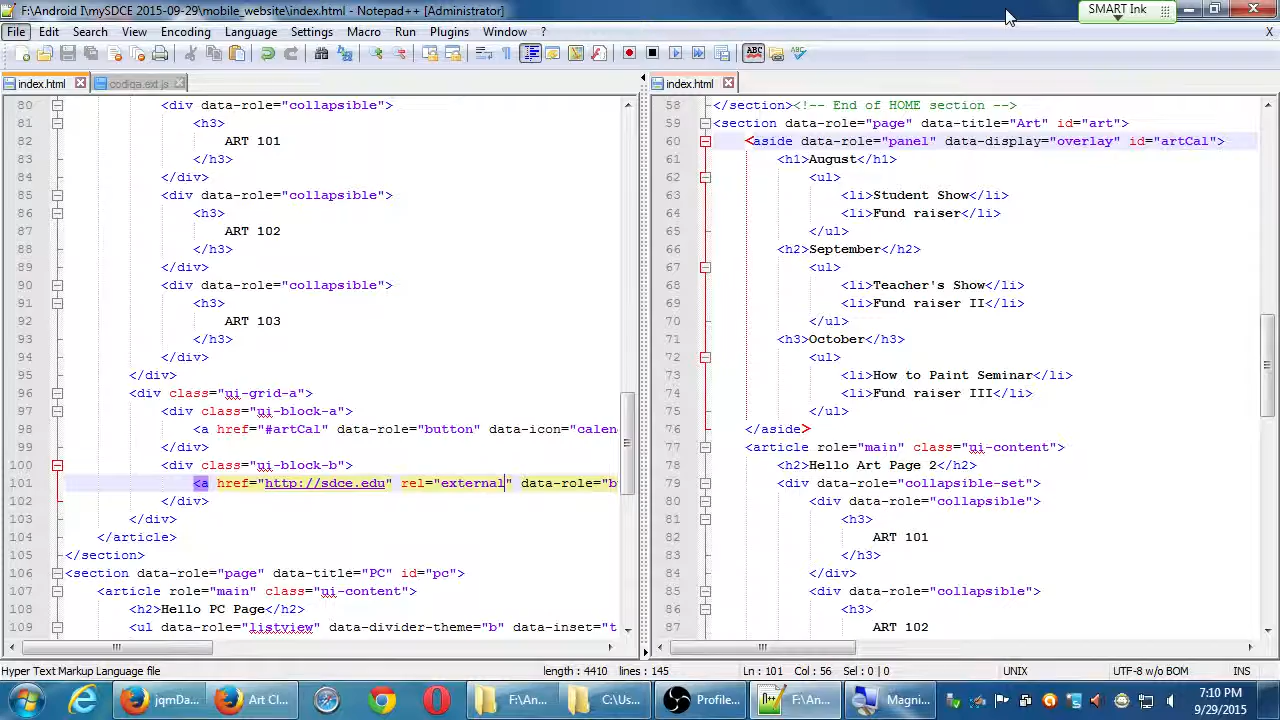 F:\Android I\mySDCE 2015-09-29\mobile_website\index.html - Notepad++ [Administrator]
SMART Ink
File Edit Search View Encoding Language Settings Macro Run Plugins Window ? X
index.html codiqa.ext.js
80 <div data-role="collapsible">
81 <h3>
82 ART 101
83 </h3>
84 </div>
85 <div data-role="collapsible">
86 <h3>
87 ART 102
88 </h3>
89 </div>
90 <div data-role="collapsible">
91 <h3>
92 ART 103
93 </h3>
94 </div>
95 </div>
96 <div class="ui-grid-a">
97 <div class="ui-block-a">
98 <a href="#artCal" data-role="button" data-icon="calen
99 </div>
100 <div class="ui-block-b">
101 <a href="http://sdce.edu" rel="external" data-role="b
102 </div>
103 </div>
104 </article>
105 </section>
106 <section data-role="page" data-title="PC" id="pc">
107 <article role="main" class="ui-content">
108 <h2>Hello PC Page</h2>
109 <ul data-role="listview" data-divider-theme="b" data-inset="t
index.html
58 </section><!-- End of HOME section -->
59 <section data-role="page" data-title="Art" id="art">
60 <aside data-role="panel" data-display="overlay" id="artCal">
61 <h1>August</h1>
62 <ul>
63 <li>Student Show</li>
64 <li>Fund raiser</li>
65 </ul>
66 <h2>September</h2>
67 <ul>
68 <li>Teacher's Show</li>
69 <li>Fund raiser II</li>
70 </ul>
71 <h3>October</h3>
72 <ul>
73 <li>How to Paint Seminar</li>
74 <li>Fund raiser III</li>
75 </ul>
76 </aside>
77 <article role="main" class="ui-content">
78 <h2>Hello Art Page 2</h2>
79 <div data-role="collapsible-set">
80 <div data-role="collapsible">
81 <h3>
82 ART 101
83 </h3>
84 </div>
85 <div data-role="collapsible">
86 <h3>
87 ART 102
Hyper Text Markup Language file length : 4410 lines : 145 Ln : 101 Col : 56 Sel : 0 | 0 UNIX UTF-8 w/o BOM INS
jqmDa... Art Cl... F:\An... C:\Us... Profile... F:\An... Magni...
7:10 PM
9/29/2015